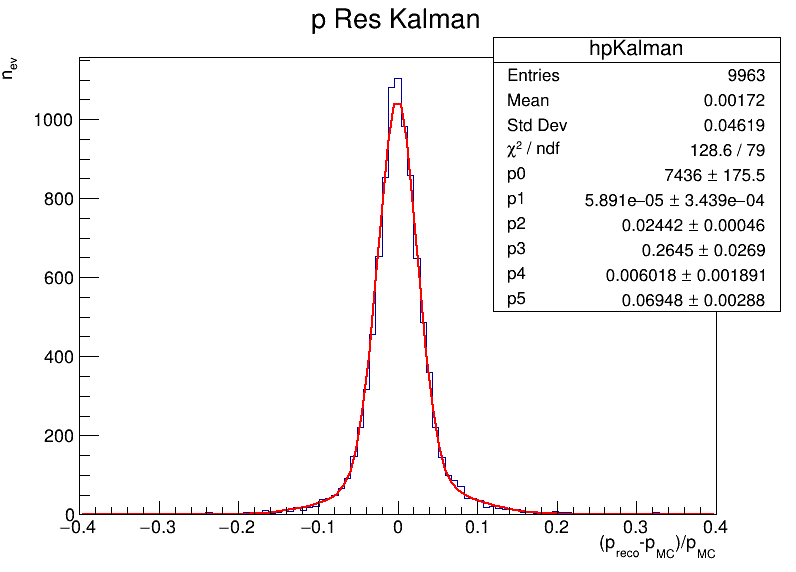 p Res Kalman
hpKalman
Entries 9963
Mean 0.00172
Std Dev 0.04619
χ² / ndf 128.6 / 79
p0 7436 ± 175.5
p1 5.891e−05 ± 3.439e−04
p2 0.02442 ± 0.00046
p3 0.2645 ± 0.0269
p4 0.006018 ± 0.001891
p5 0.06948 ± 0.00288
n_ev
1000
800
600
400
200
0
−0.4 −0.3 −0.2 −0.1 0 0.1 0.2 0.3 0.4
(p_reco-p_MC)/p_MC